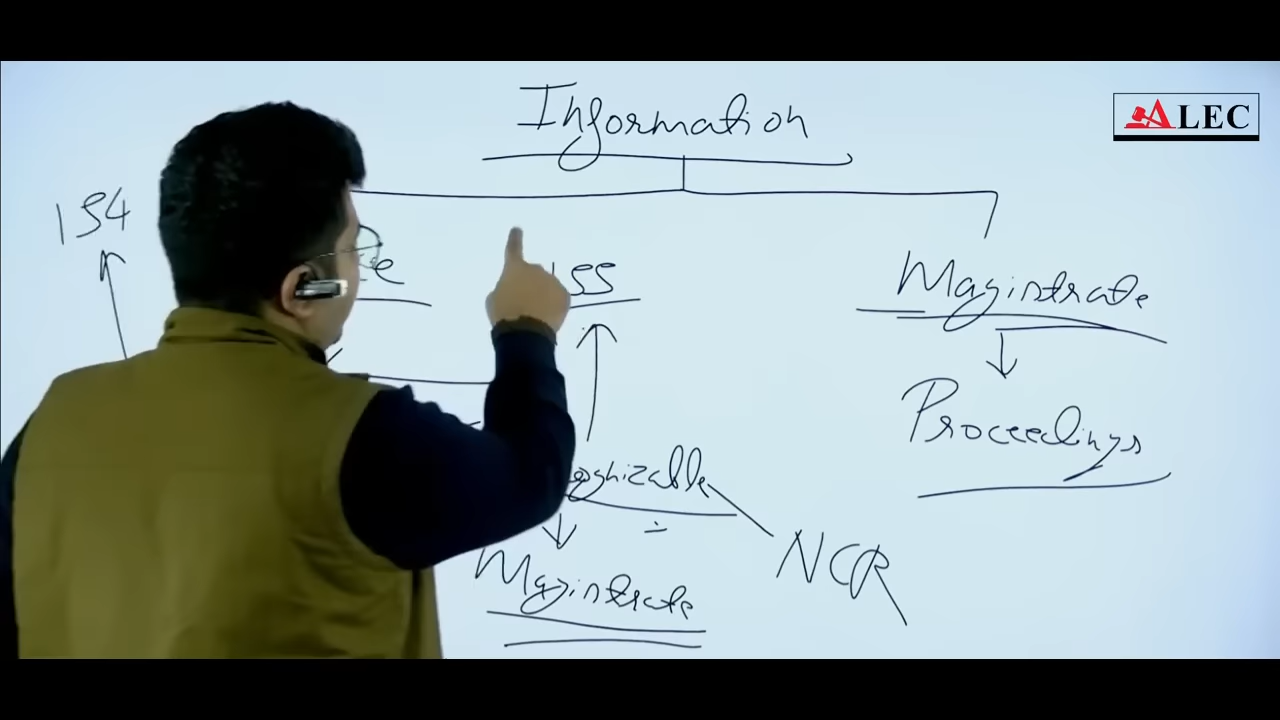 Information
ALEC
154
155
Magistrate
Proceedings
NCR
Magistrate